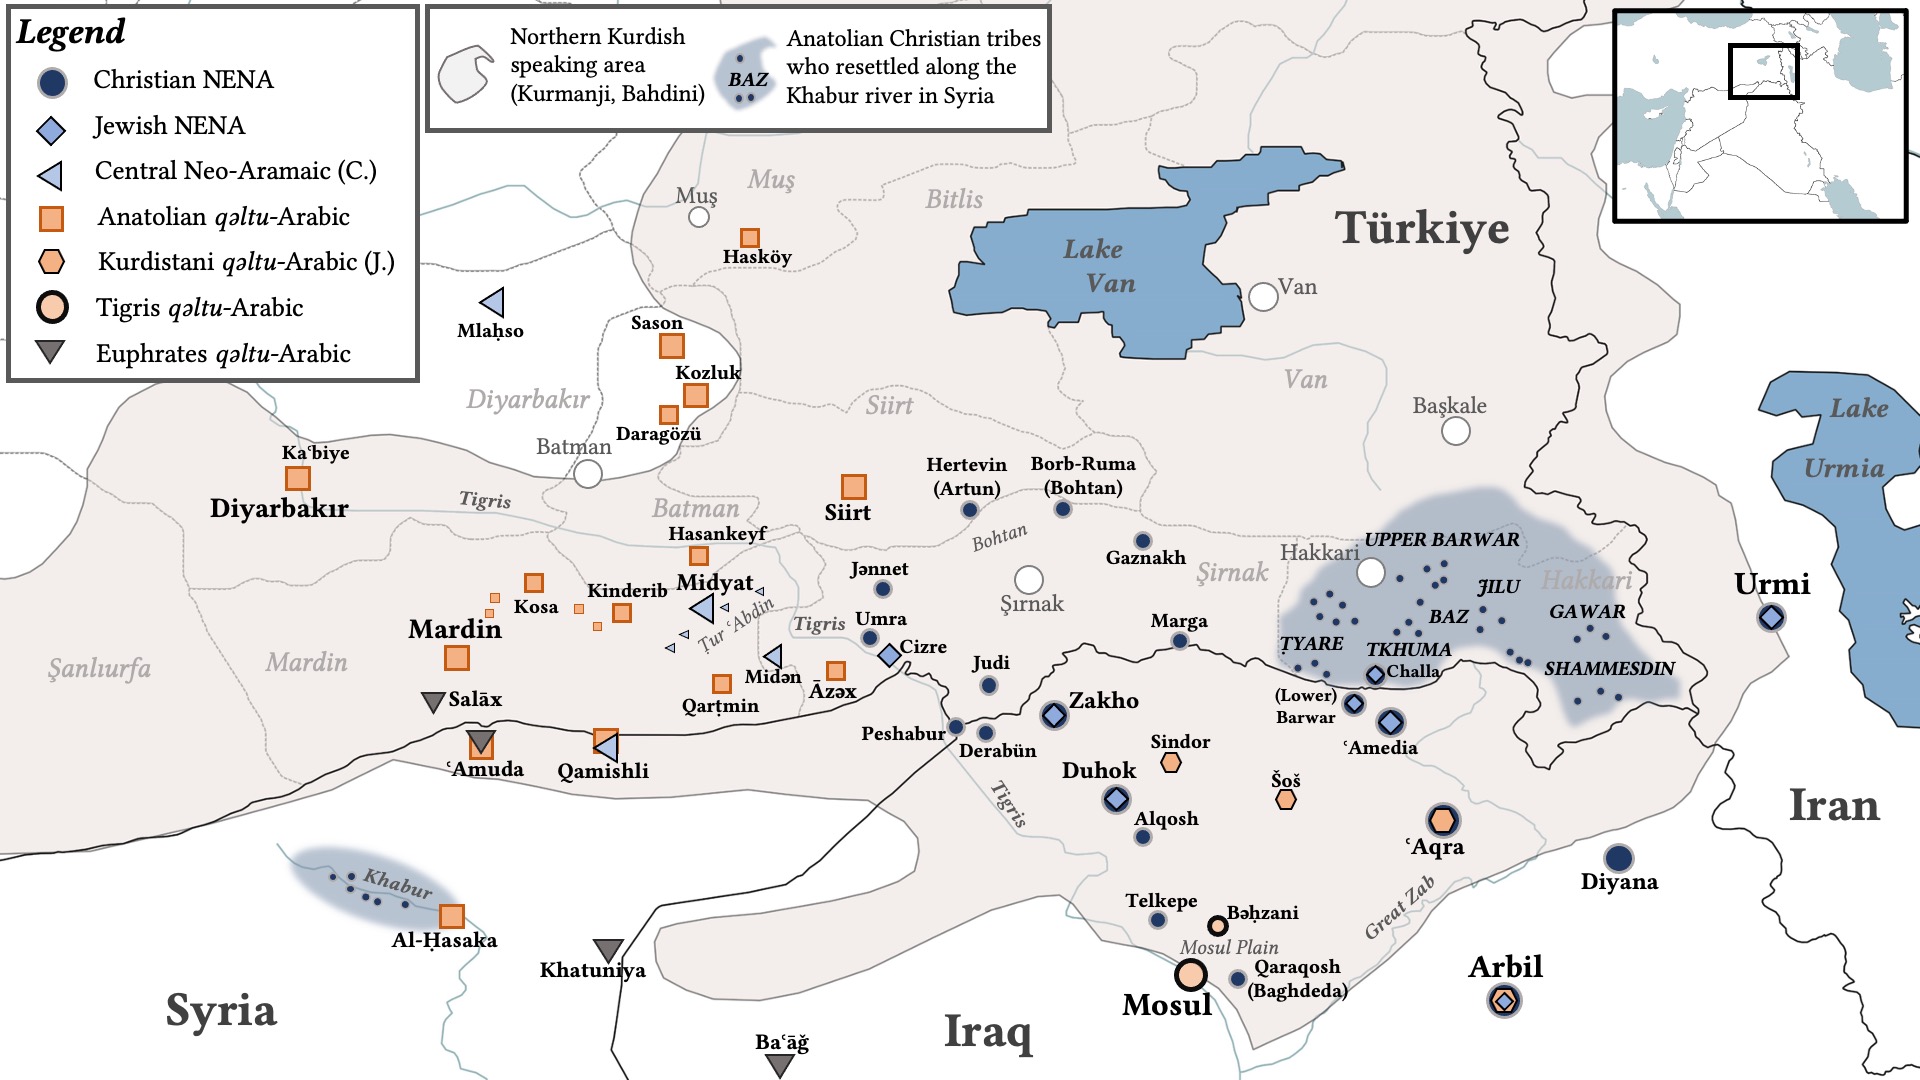 Legend
Christian NENA
Jewish NENA
Central Neo-Aramaic (C.)
Anatolian qəltu-Arabic
Kurdistani qəltu-Arabic (J.)
Tigris qəltu-Arabic
Euphrates qəltu-Arabic
Northern Kurdish
speaking area
(Kurmanji, Bahdini)
BAZ
Anatolian Christian tribes
who resettled along the
Khabur river in Syria
Muş
Muş
Bitlis
Hasköy
Türkiye
Lake
Van
Van
Mlaḥso
Sason
Kozluk
Daragözü
Diyarbakır
Batman
Siirt
Van
Başkale
Lake
Urmia
Kaʿbiye
Diyarbakır
Tigris
Batman
Siirt
Hertevin
(Artun)
Borb-Ruma
(Bohtan)
Bohtan
Gaznakh
Hasankeyf
Midyat
Kinderib
Kosa
Mardin
Mardin
Şanlıurfa
Ṭur ʿAbdin
Tigris
Jənnet
Umra
Cizre
Şırnak
Şirnak
Marga
Judi
Hakkari
Hakkari
UPPER BARWAR
JILU
BAZ
GAWAR
ṬYARE
TKHUMA
SHAMMESDIN
Challa
(Lower)
Barwar
ʿAmedia
Urmi
Salāx
Qarṭmin
Midən
Āzəx
ʿAmuda
Qamishli
Peshabur
Derabün
Zakho
Sindor
Duhok
Šoš
Alqosh
Tigris
ʿAqra
Iran
Diyana
Khabur
Al-Ḥasaka
Khatuniya
Telkepe
Bəḥzani
Mosul Plain
Great Zab
Qaraqosh
(Baghdeda)
Mosul
Arbil
Syria
Iraq
Baʿāǧ